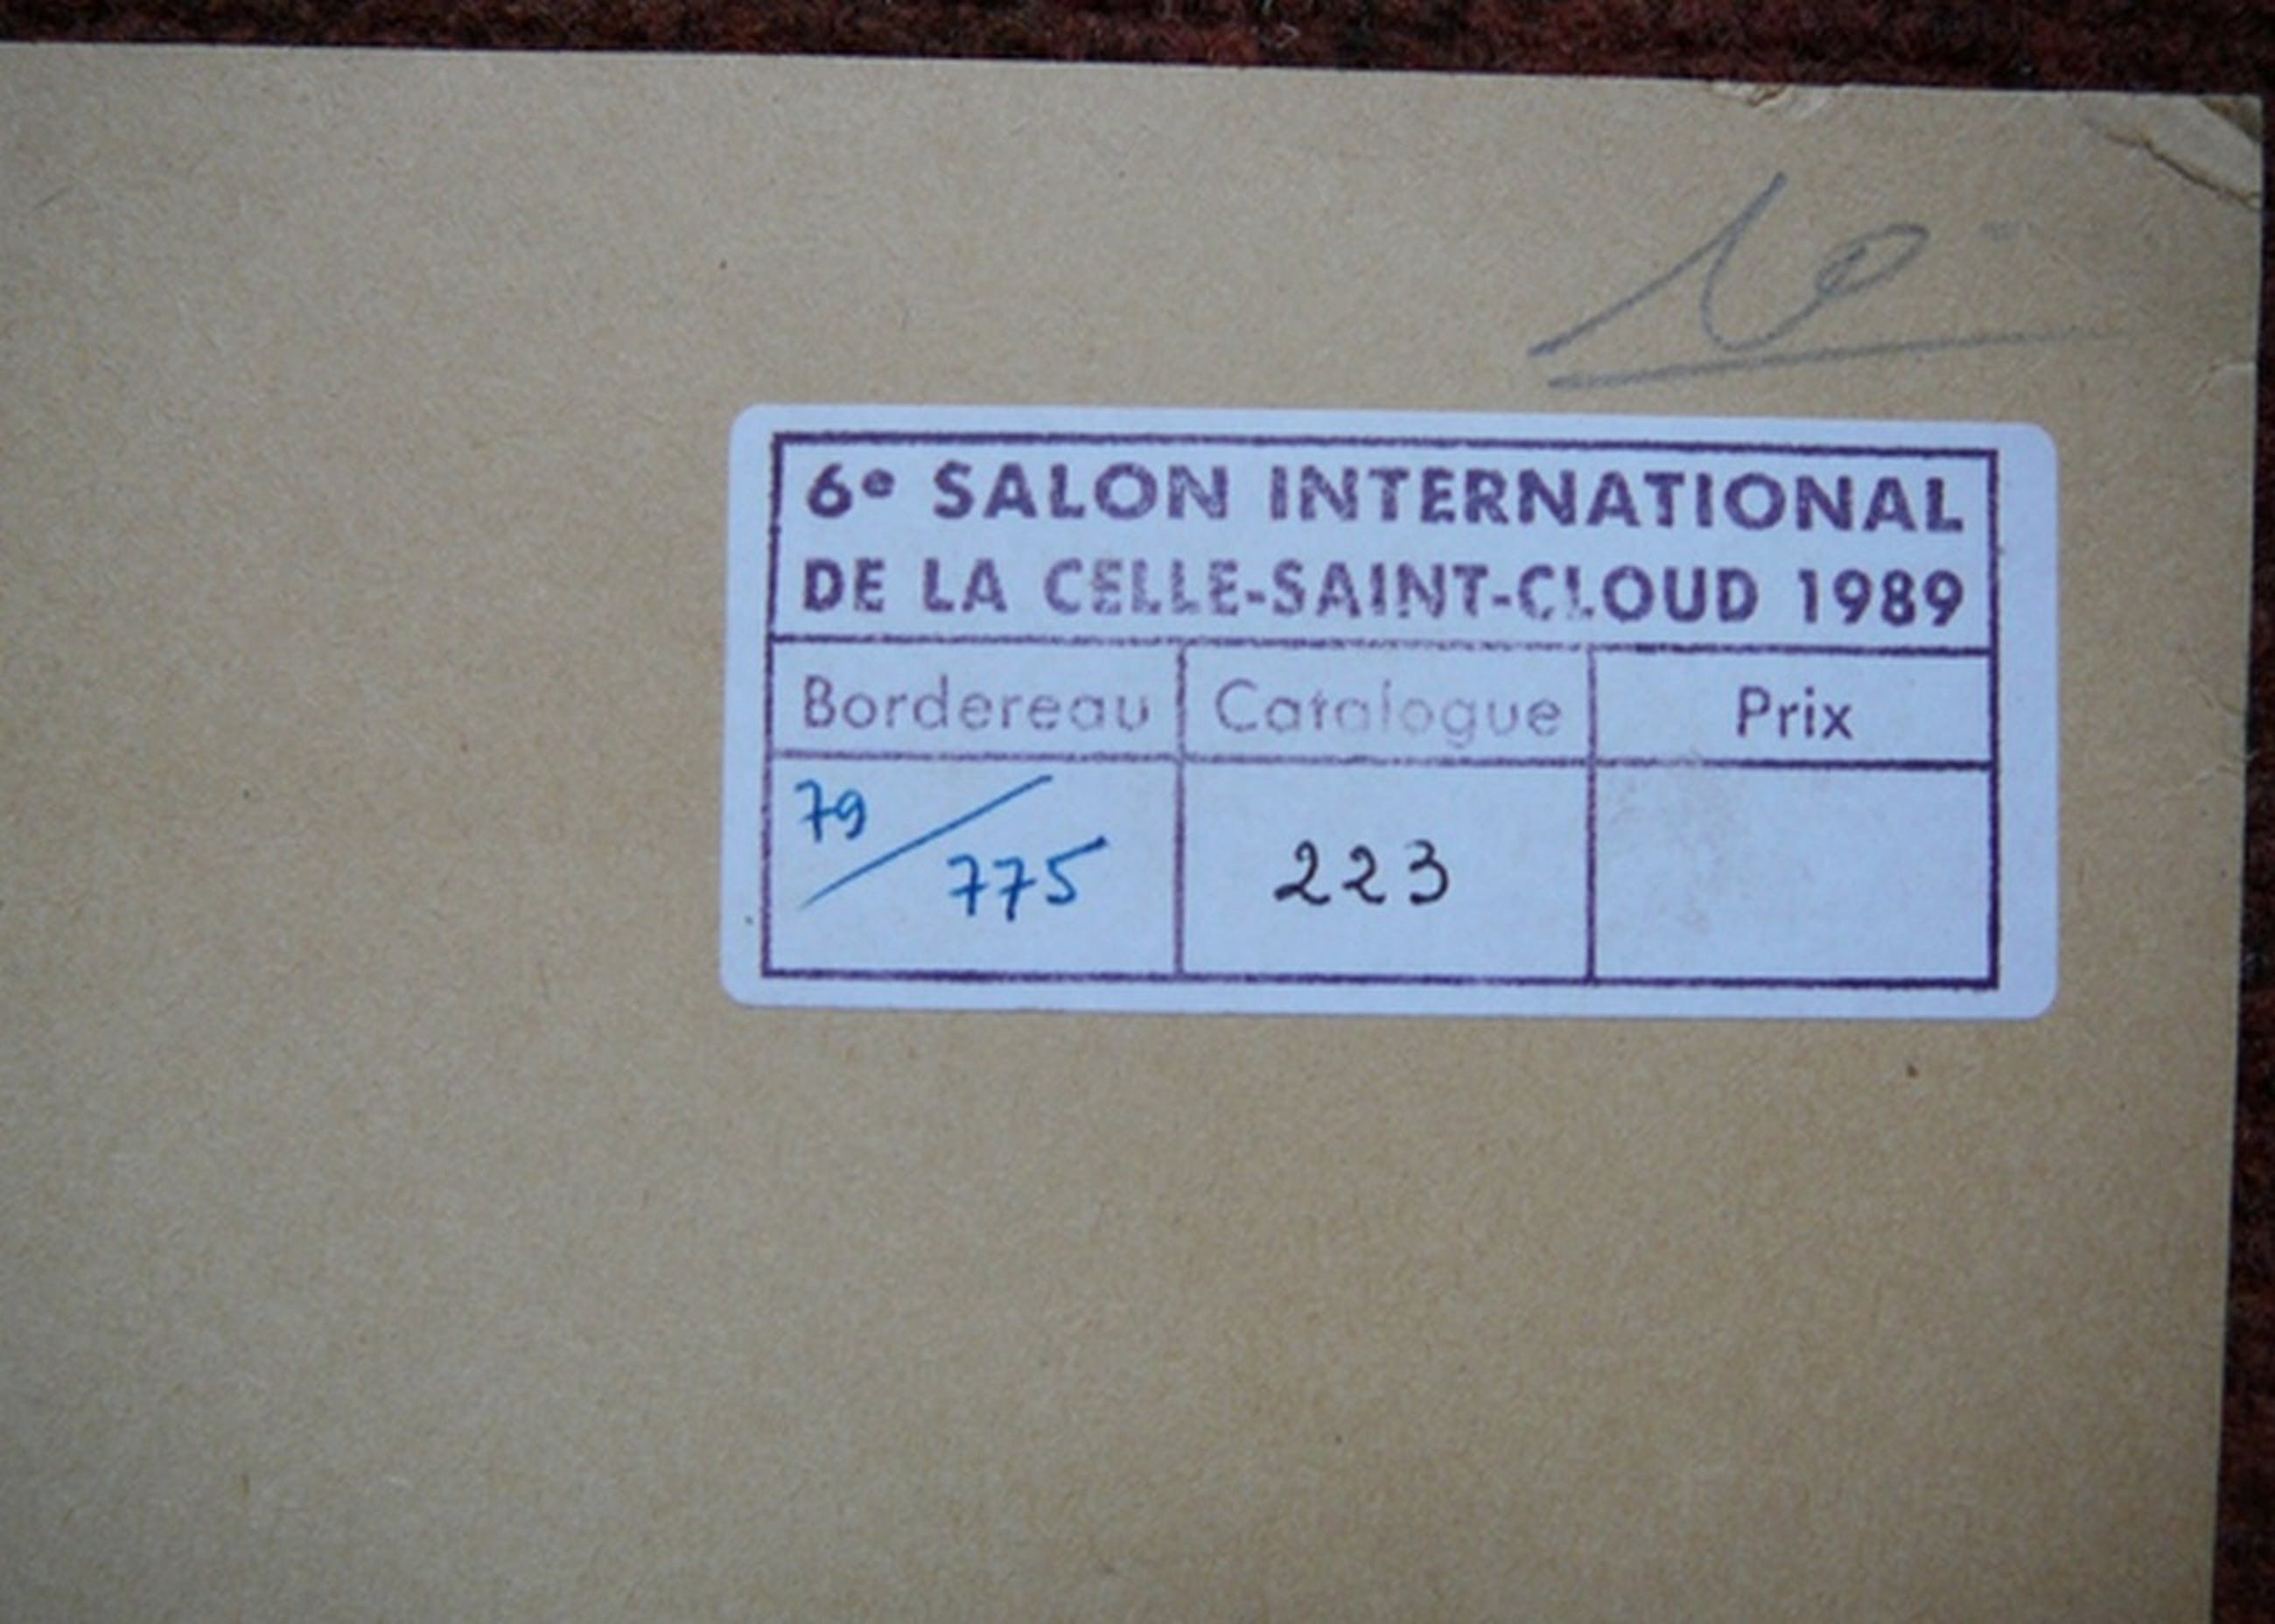 6e SALON INTERNATIONAL
DE LA CELLE-SAINT-CLOUD 1989
Bordereau Catalogue Prix
79/775 223